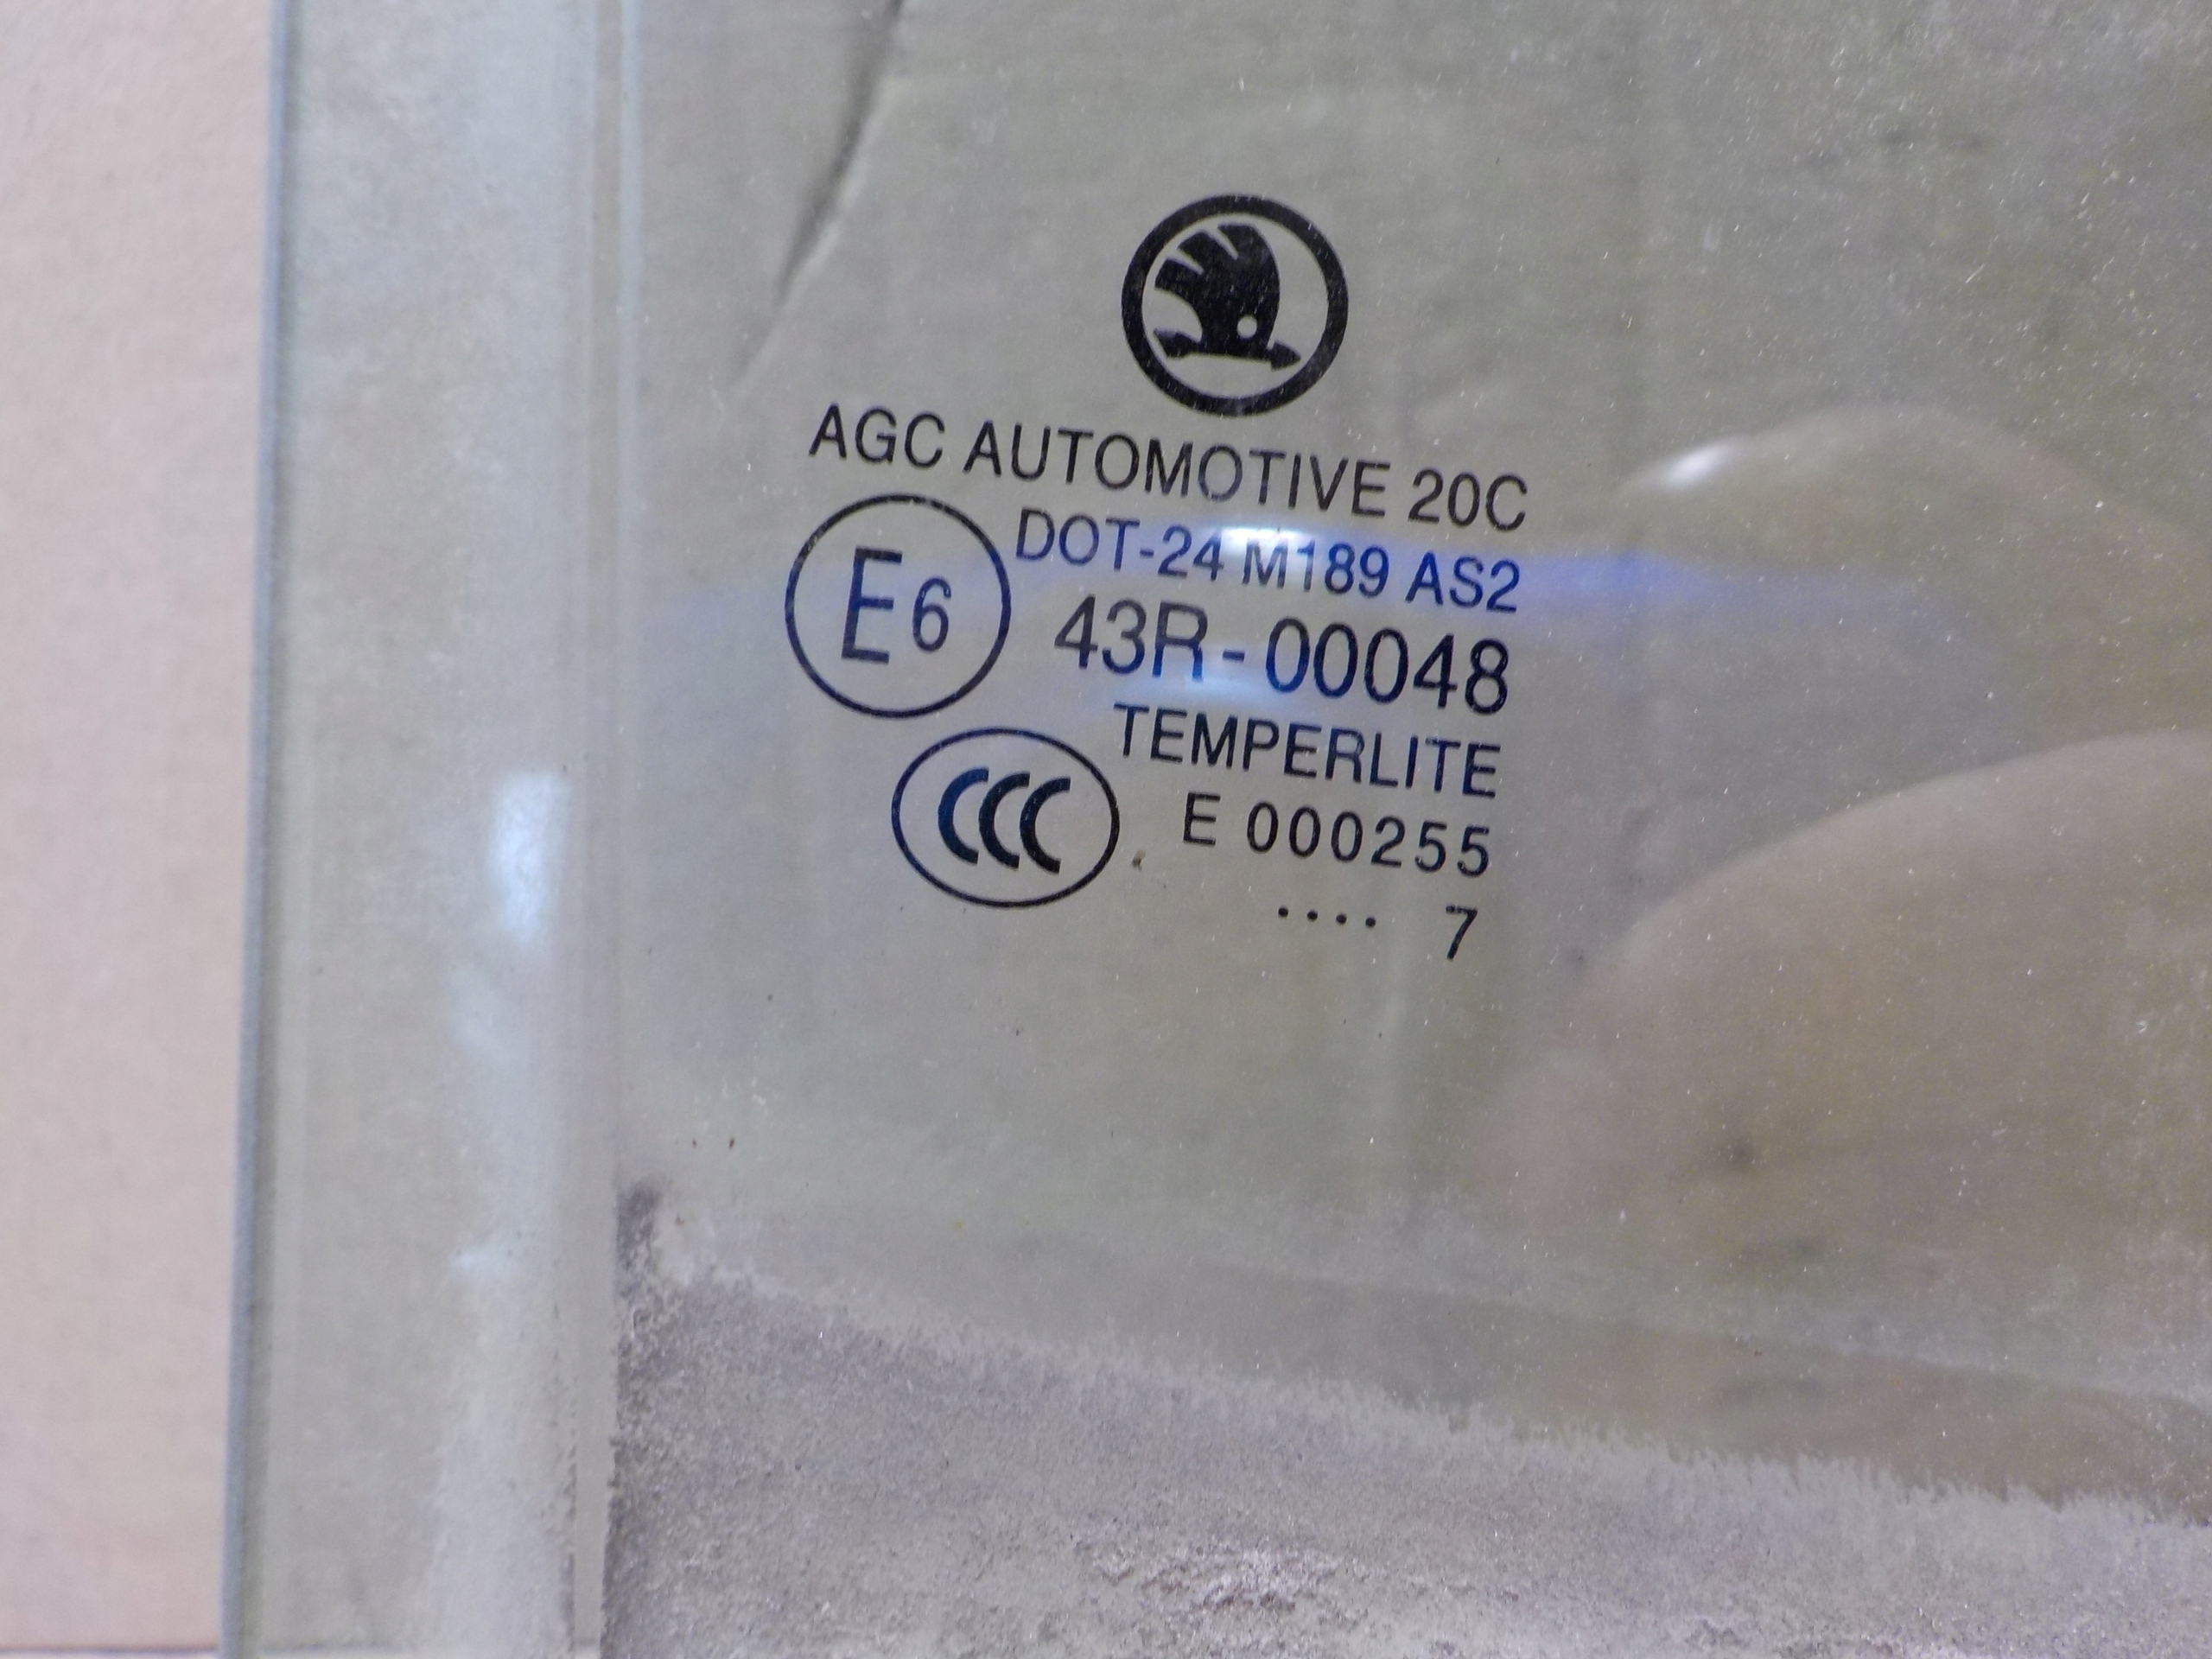 AGC AUTOMOTIVE 20C
DOT-24 M189 AS2
E6
43R-00048
TEMPERLITE
CCC
E 000255
.... 7